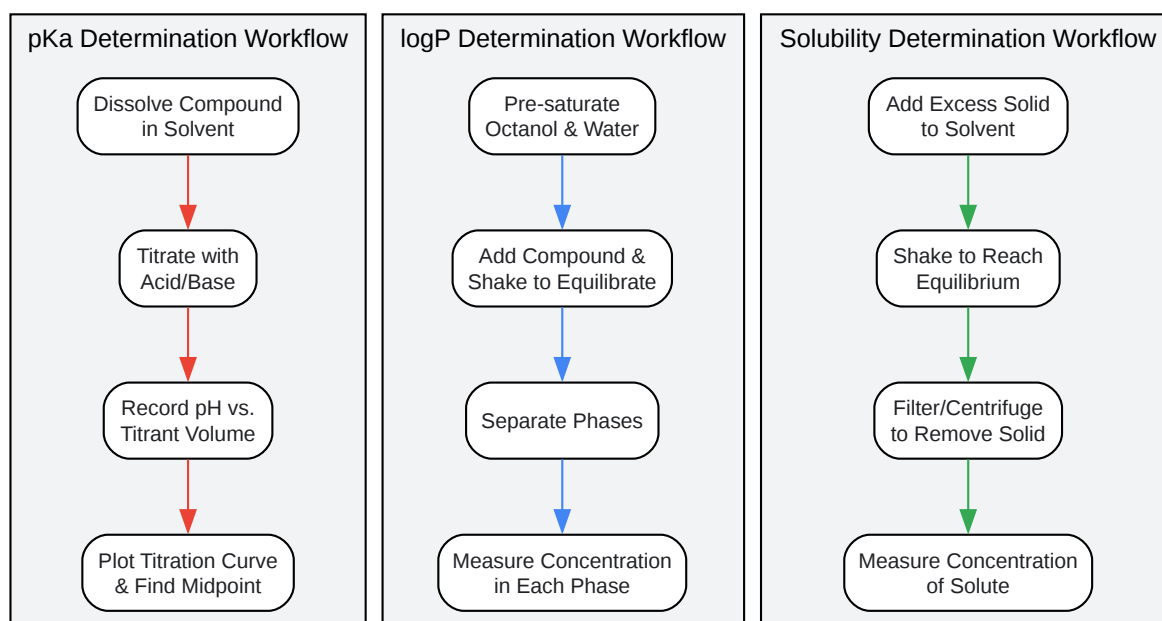 pKa Determination Workflow
Dissolve Compound
in Solvent
Titrate with
Acid/Base
Record pH vs.
Titrant Volume
Plot Titration Curve
& Find Midpoint
logP Determination Workflow
Pre-saturate
Octanol & Water
Add Compound &
Shake to Equilibrate
Separate Phases
Measure Concentration
in Each Phase
Solubility Determination Workflow
Add Excess Solid
to Solvent
Shake to Reach
Equilibrium
Filter/Centrifuge
to Remove Solid
Measure Concentration
of Solute